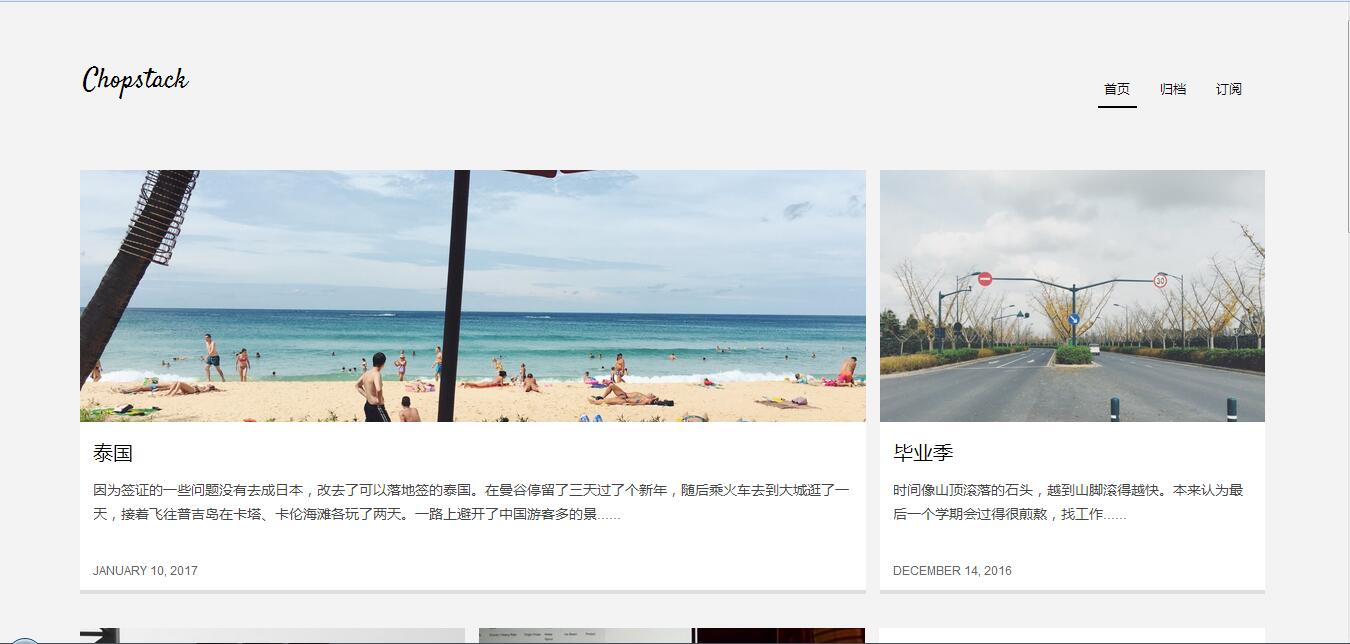 Chopstack
首页 归档 订阅
30
泰国
因为签证的一些问题没有去成日本，改去了可以落地签的泰国。在曼谷停留了三天过了个新年，随后乘火车去到大城逛了一
天，接着飞往普吉岛在卡塔、卡伦海滩各玩了两天。一路上避开了中国游客多的景......
JANUARY 10, 2017
毕业季
时间像山顶滚落的石头，越到山脚滚得越快。本来认为最
后一个学期会过得很煎熬，找工作......
DECEMBER 14, 2016